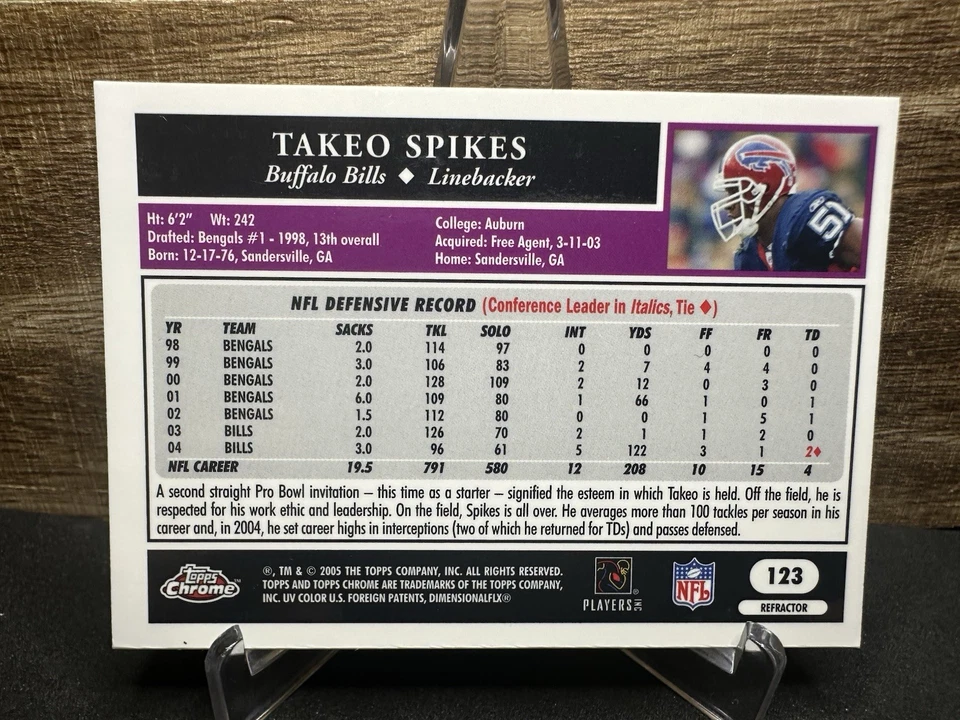 TAKEO SPIKES
Buffalo Bills ◆ Linebacker
51
Ht: 6'2" Wt: 242
Drafted: Bengals #1 - 1998, 13th overall
Born: 12-17-76, Sandersville, GA
College: Auburn
Acquired: Free Agent, 3-11-03
Home: Sandersville, GA
NFL DEFENSIVE RECORD (Conference Leader in Italics, Tie ◆)
YR TEAM SACKS TKL SOLO INT YDS FF FR TD
98 BENGALS 2.0 114 97 0 0 0 0 0
99 BENGALS 3.0 106 83 2 7 4 4 0
00 BENGALS 2.0 128 109 2 12 0 3 0
01 BENGALS 6.0 109 80 1 66 1 0 1
02 BENGALS 1.5 112 80 0 0 1 5 1
03 BILLS 2.0 126 70 2 1 1 2 0
04 BILLS 3.0 96 61 5 122 3 1 2◆
NFL CAREER 19.5 791 580 12 208 10 15 4
A second straight Pro Bowl invitation – this time as a starter – signified the esteem in which Takeo is held. Off the field, he is
respected for his work ethic and leadership. On the field, Spikes is all over. He averages more than 100 tackles per season in his
career and, in 2004, he set career highs in interceptions (two of which he returned for TDs) and passes defensed.
Topps
Chrome™
®, TM & © 2005 THE TOPPS COMPANY, INC. ALL RIGHTS RESERVED.
TOPPS AND TOPPS CHROME ARE TRADEMARKS OF THE TOPPS COMPANY,
INC. UV COLOR U.S. FOREIGN PATENTS, DIMENSIONALFLX®
PLAYERS INC
NFL
123
REFRACTOR